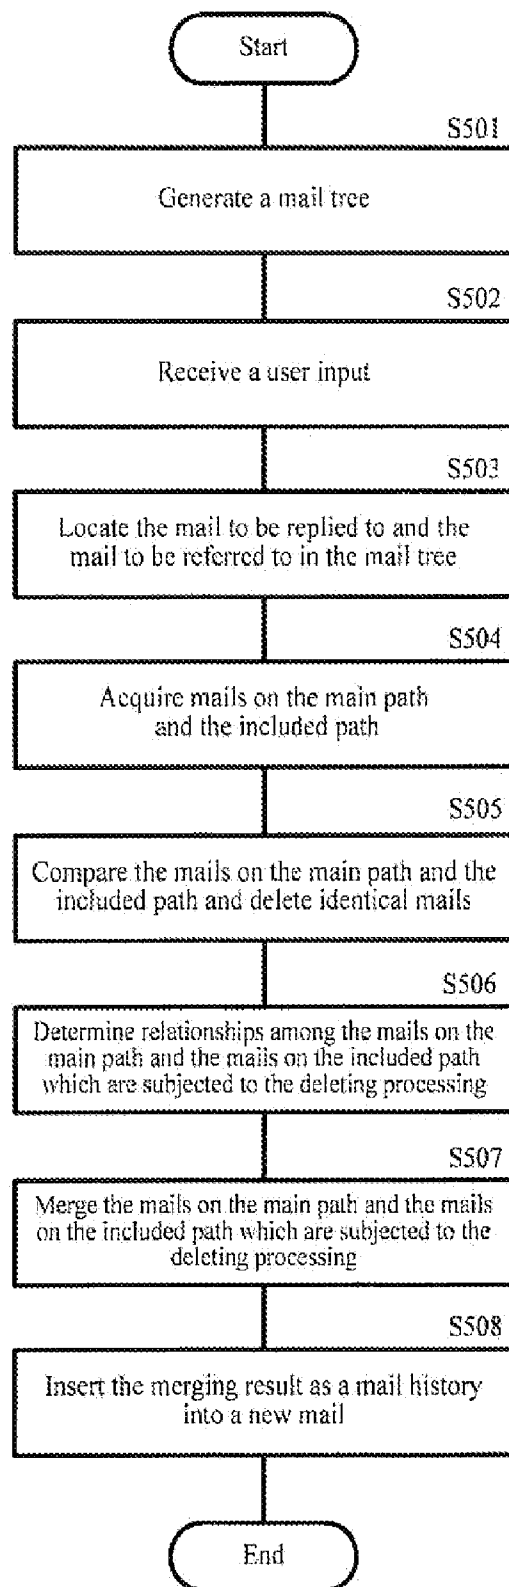 Start
S501
Generate a mail tree
S502
Receive a user input
S503
Locate the mail to be replied to and the
mail to be referred to in the mail tree
S504
Acquire mails on the main path
and the included path
S505
Compare the mails on the main path and the
included path and delete identical mails
S506
Determine relationships among the mails on the
main path and the mails on the included path
which are subjected to the deleting processing
S507
Merge the mails on the main path and the mails
on the included path which are subjected to the
deleting processing
S508
Insert the merging result as a mail history
into a new mail
End